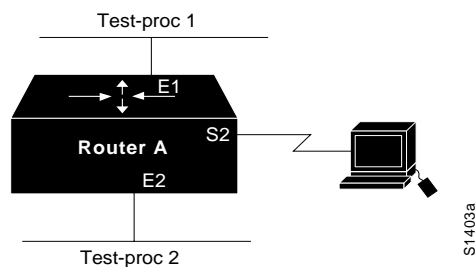 Test-proc 1
E1
S2
Router A
E2
Test-proc 2
S1403a